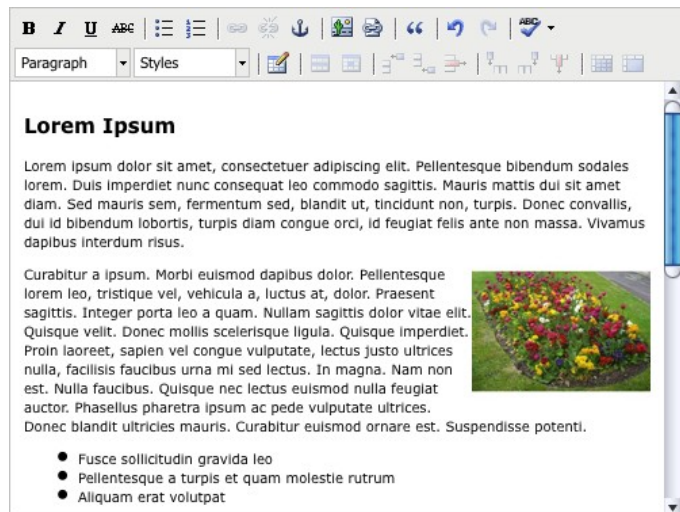 B I U ABC ABC
Paragraph Styles
Lorem Ipsum
Lorem ipsum dolor sit amet, consectetuer adipiscing elit. Pellentesque bibendum sodales
lorem. Duis imperdiet nunc consequat leo commodo sagittis. Mauris mattis dui sit amet
diam. Sed mauris sem, fermentum sed, blandit ut, tincidunt non, turpis. Donec convallis,
dui id bibendum lobortis, turpis diam congue orci, id feugiat felis ante non massa. Vivamus
dapibus interdum risus.
Curabitur a ipsum. Morbi euismod dapibus dolor. Pellentesque
lorem leo, tristique vel, vehicula a, luctus at, dolor. Praesent
sagittis. Integer porta leo a quam. Nullam sagittis dolor vitae elit.
Quisque velit. Donec mollis scelerisque ligula. Quisque imperdiet.
Proin laoreet, sapien vel congue vulputate, lectus justo ultrices
nulla, facilisis faucibus urna mi sed lectus. In magna. Nam non
est. Nulla faucibus. Quisque nec lectus euismod nulla feugiat
auctor. Phasellus pharetra ipsum ac pede vulputate ultrices.
Donec blandit ultricies mauris. Curabitur euismod ornare est. Suspendisse potenti.
Fusce sollicitudin gravida leo
Pellentesque a turpis et quam molestie rutrum
Aliquam erat volutpat